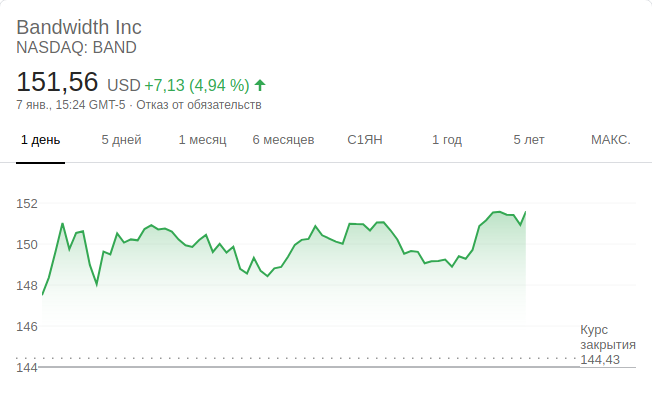 Bandwidth Inc
NASDAQ: BAND
151,56 USD +7,13 (4,94 %)
7 янв., 15:24 GMT-5 · Отказ от обязательств
1 день 5 дней 1 месяц 6 месяцев С1ЯН 1 год 5 лет МАКС.
152
150
148
146
Курс
закрытия
144,43
144